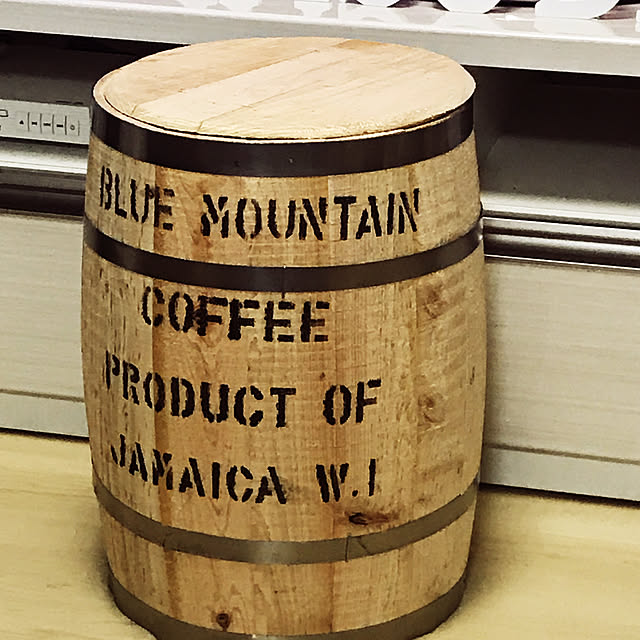 BLUE MOUNTAIN
COFFEE
PRODUCT OF
JAMAICA W.I